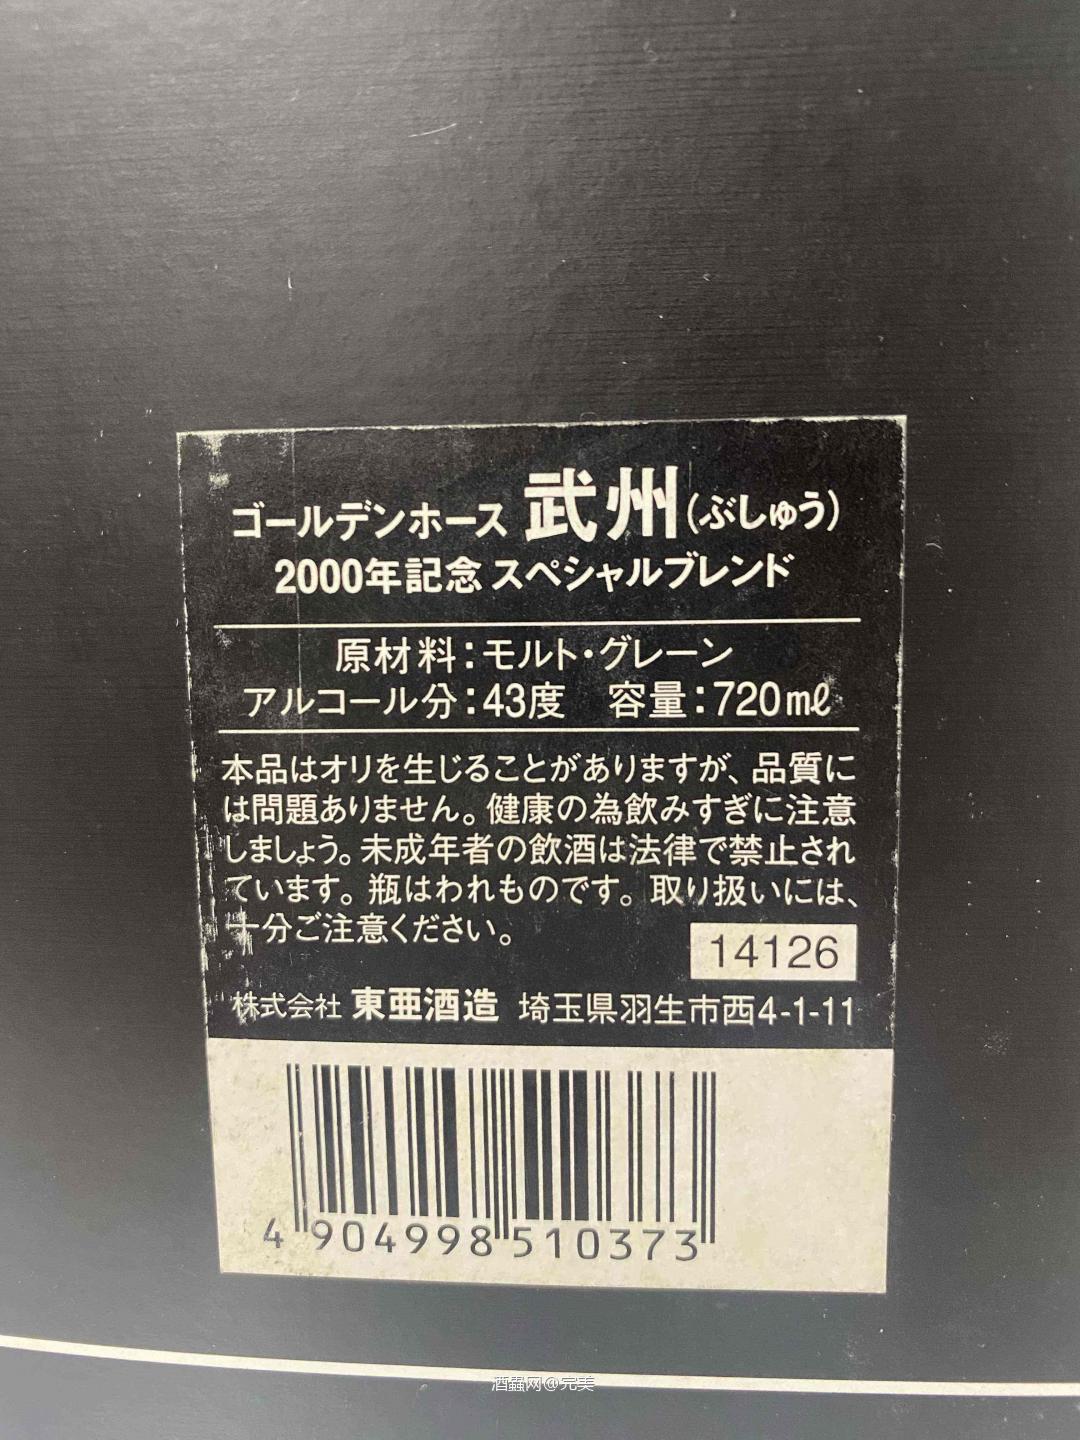 ゴールデンホース 武州(ぶしゅう)
2000年記念 スペシャルブレンド
原材料:モルト・グレーン
アルコール分:43度 容量:720㎖
本品はオリを生じることがありますが、品質に
は問題ありません。健康の為飲みすぎに注意
しましょう。未成年者の飲酒は法律で禁止され
ています。瓶はわれものです。取り扱いには、
十分ご注意ください。
14126
株式会社 東亜酒造 埼玉県羽生市西4-1-11
4 904998 510373
酒蟲网@完美